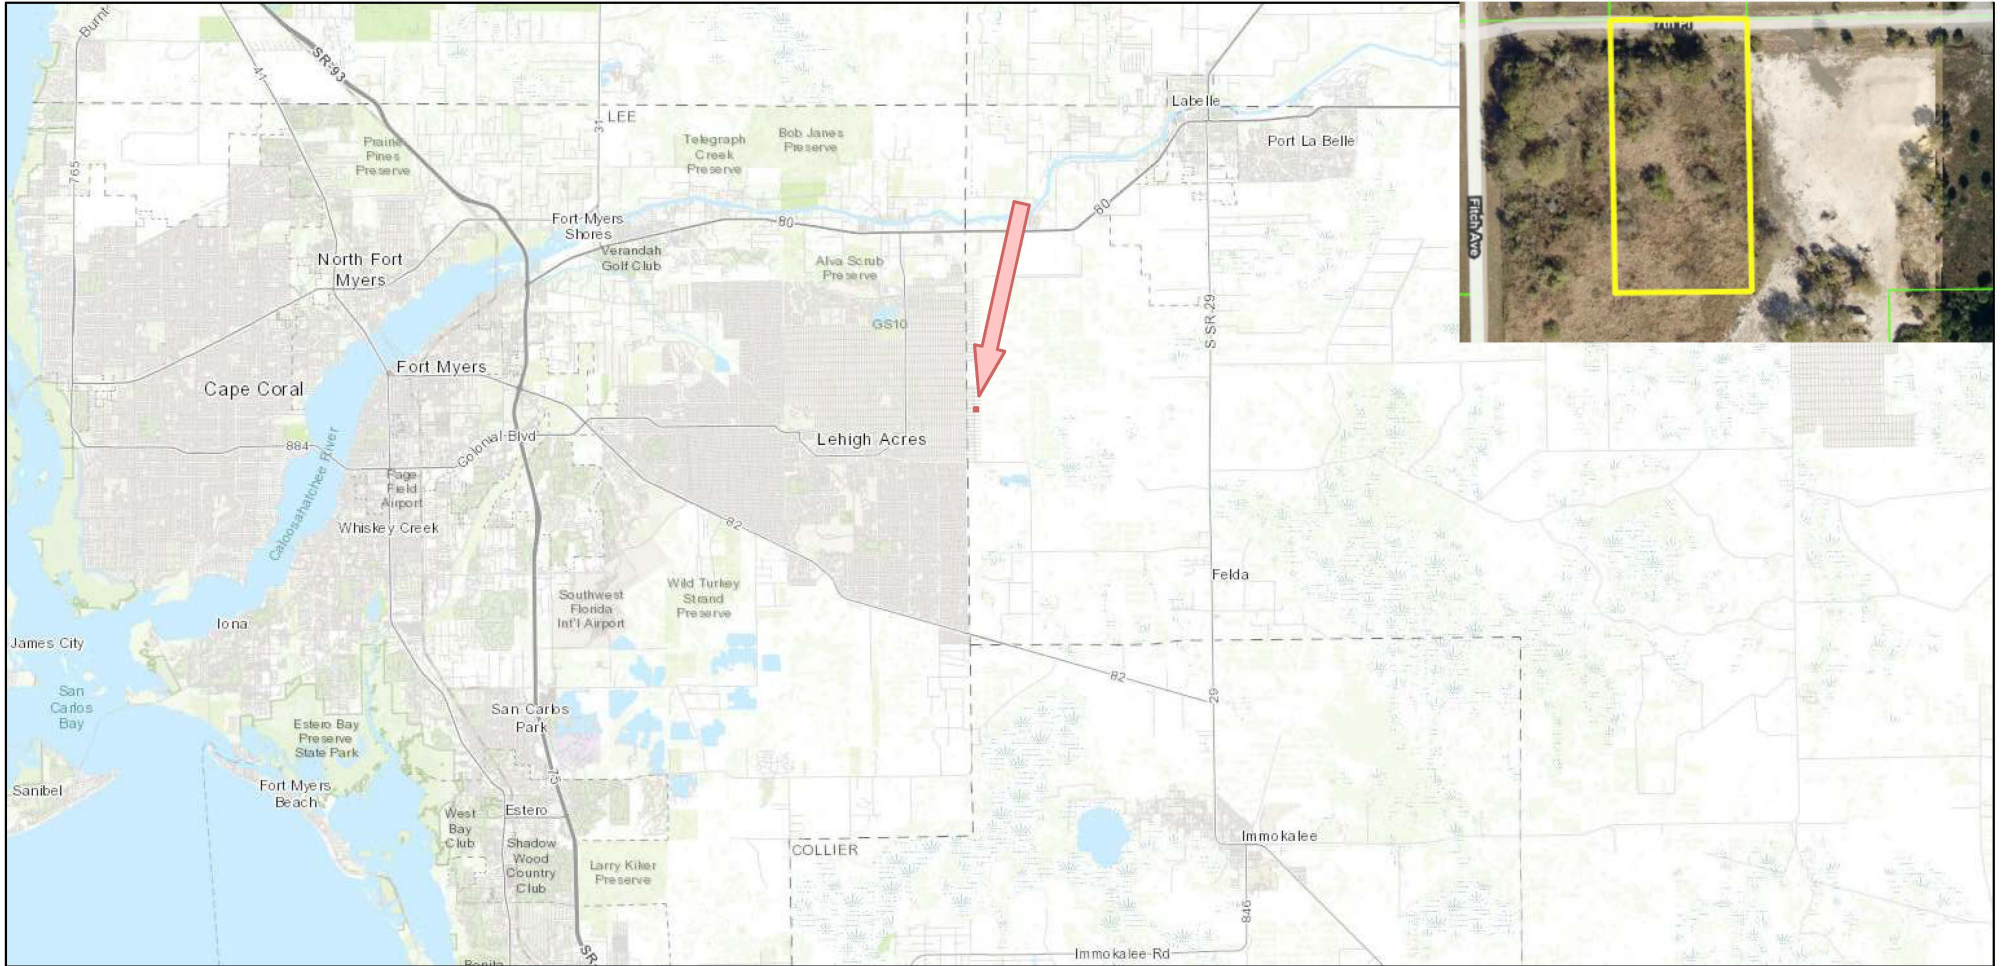 Burnt
SR-93
41
LEE
31
765
Prairie
Pines
Preserve
Telegraph
Creek
Preserve
Bob Janes
Preserve
Labelle
Port La Belle
Fort Myers
Shores
80
80
Verandah
Golf Club
Alva Scrub
Preserve
North Fort
Myers
GS10
S-SR-29
Fort Myers
Cape Coral
Lehigh Acres
884
Colonial Blvd
Caloosahatchee River
Page
Field
Airport
Whiskey Creek
82
Felda
Southwest
Florida
Int'l Airport
Wild Turkey
Strand
Preserve
Iona
James City
San
Carlos
Bay
82
29
San Carlos
Park
Estero Bay
Preserve
State Park
75
Sanibel
Fort Myers
Beach
West
Bay
Club
Estero
Shadow
Wood
Country
Club
Larry Kiker
Preserve
COLLIER
Immokalee
846
Immokalee Rd
SR-
Bonita
Fitch Ave